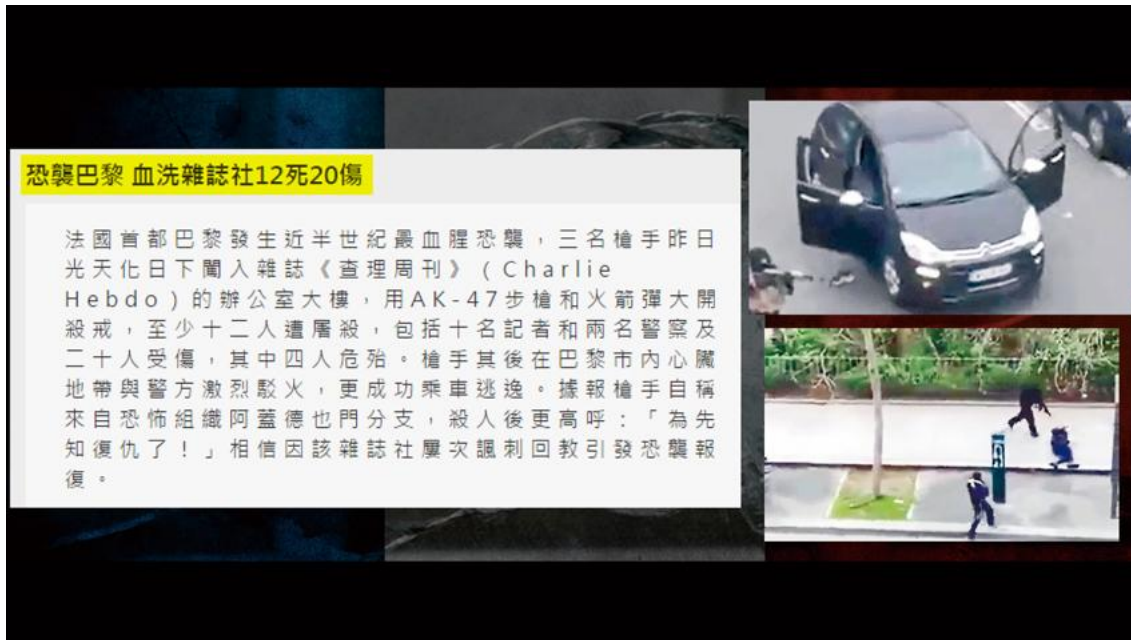 恐襲巴黎 血洗雜誌社12死20傷
法國首都巴黎發生近半世紀最血腥恐襲，三名槍手昨日
光天化日下闖入雜誌《查理周刊》（Charlie
Hebdo）的辦公室大樓，用AK-47步槍和火箭彈大開
殺戒，至少十二人遭屠殺，包括十名記者和兩名警察及
二十人受傷，其中四人危殆。槍手其後在巴黎市內心臟
地帶與警方激烈駁火，更成功乘車逃逸。據報槍手自稱
來自恐怖組織阿蓋德也門分支，殺人後更高呼：「為先
知復仇了！」相信因該雜誌社屢次諷刺回教引發恐襲報
復。